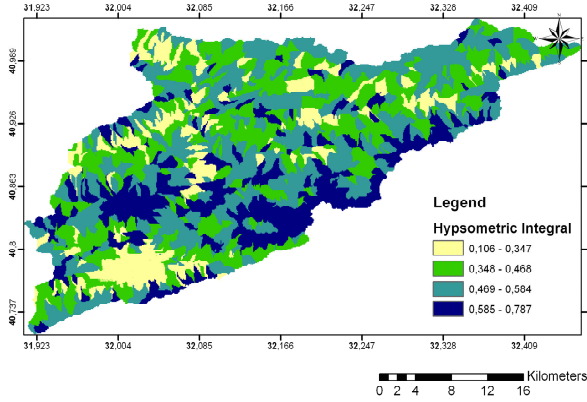 31,923 32,004 32,085 32,166 32,247 32,328 32,409
40,989
40,926
40,863
40,8
40,737
Legend
Hypsometric Integral
0,106 - 0,347
0,348 - 0,468
0,469 - 0,584
0,585 - 0,787
31,923 32,004 32,085 32,166 32,247 32,328 32,409
Kilometers
0 2 4 8 12 16